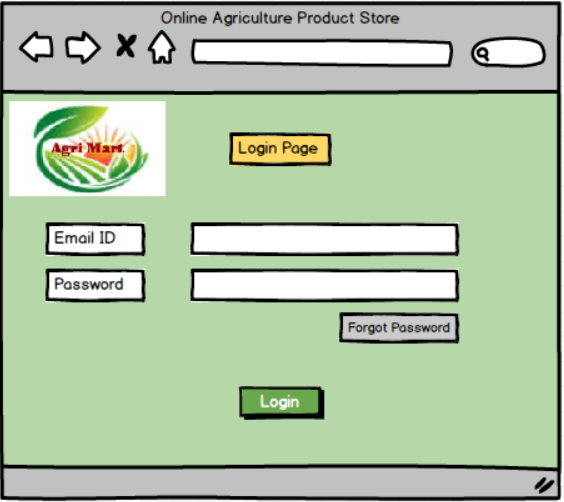 Online Agriculture Product Store
Agri Mart
Login Page
Email ID
Password
Forgot Password
Login